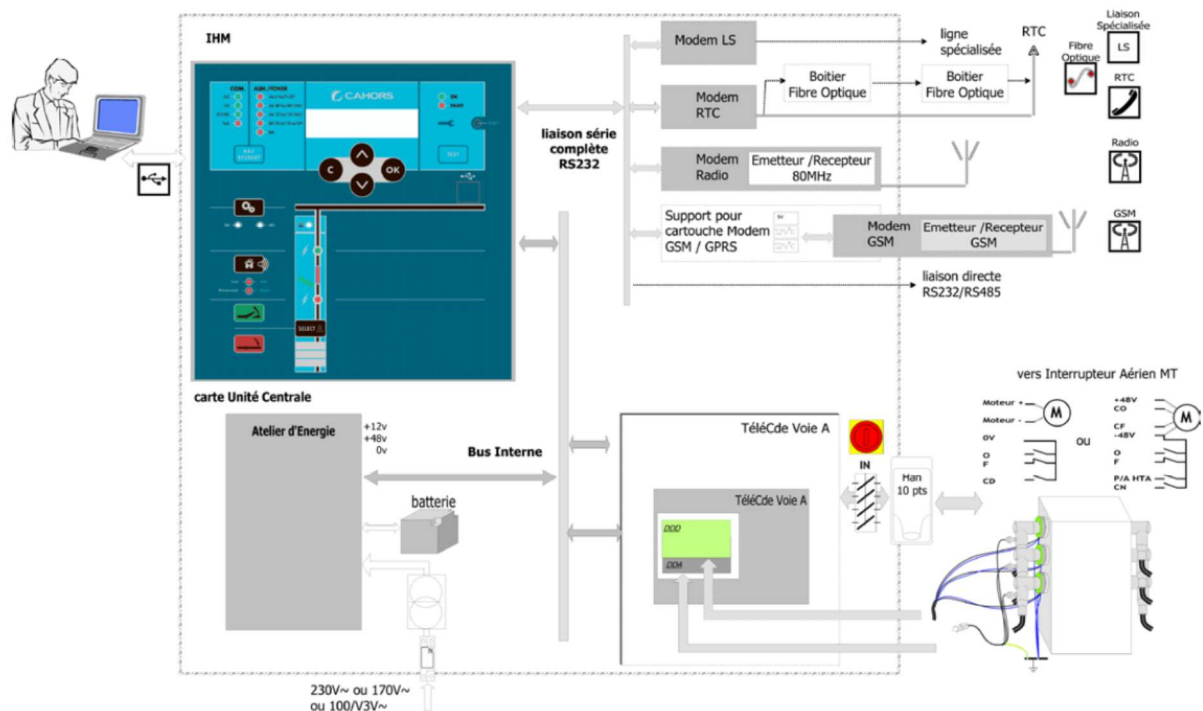 IHM
CAHORS
COM.
ABM./POWER
C
OK
TEST
SELECT
carte Unité Centrale
liaison série
complète
RS232
Modem LS
ligne
spécialisée
RTC
Modem
RTC
Boitier
Fibre Optique
Boitier
Fibre Optique
Modem
Radio
Emetteur /Recepteur
80MHz
Support pour
cartouche Modem
GSM / GPRS
Modem
GSM
Emetteur /Recepteur
GSM
liaison directe
RS232/RS485
Liaison
Spécialisée
LS
Fibre
Optique
RTC
Radio
GSM
Atelier d'Energie
+12v
+48v
0v
Bus Interne
batterie
230V~ ou 170V~
ou 100/V3V~
TéléCde Voie A
TéléCde Voie A
DDD
DDA
IN
Man
10 pts
vers Interrupteur Aérien MT
Moteur +
Moteur -
M
0V
O
F
CD
ou
+48V
CO
CF
-48V
M
O
F
P/A HTA
CN